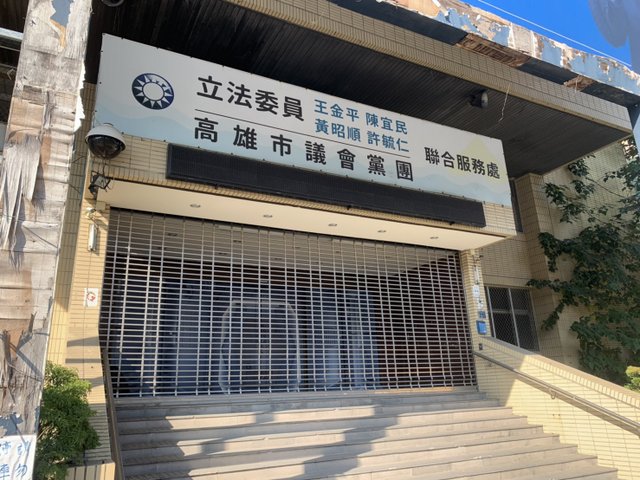 立法委員
王金平 陳宜民
黃昭順 許毓仁
高雄市議會黨團
聯合服務處